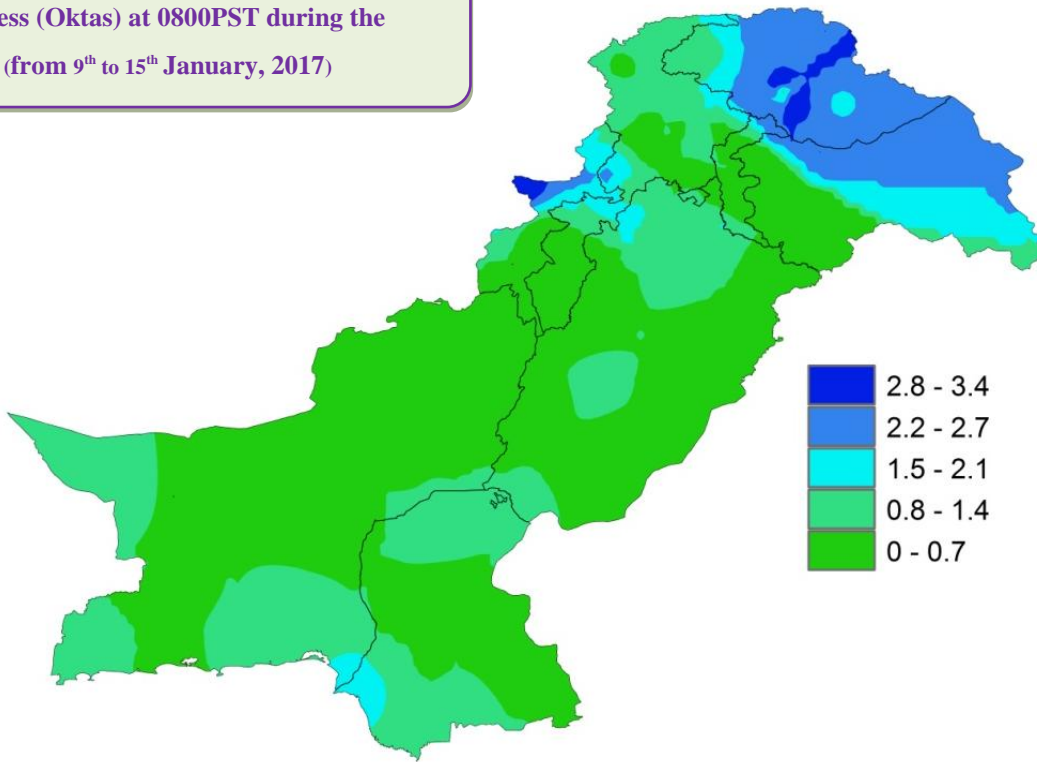 (Oktas) at 0800PST during the
(from 9th to 15th January, 2017)
2.8 - 3.4
2.2 - 2.7
1.5 - 2.1
0.8 - 1.4
0 - 0.7